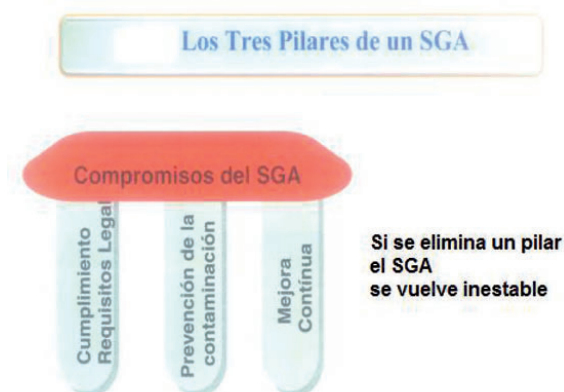 Los Tres Pilares de un SGA
Compromisos del SGA
Cumplimiento
Requisitos Legal
Prevención de la
contaminación
Mejora
Contínua
Si se elimina un pilar
el SGA
se vuelve inestable